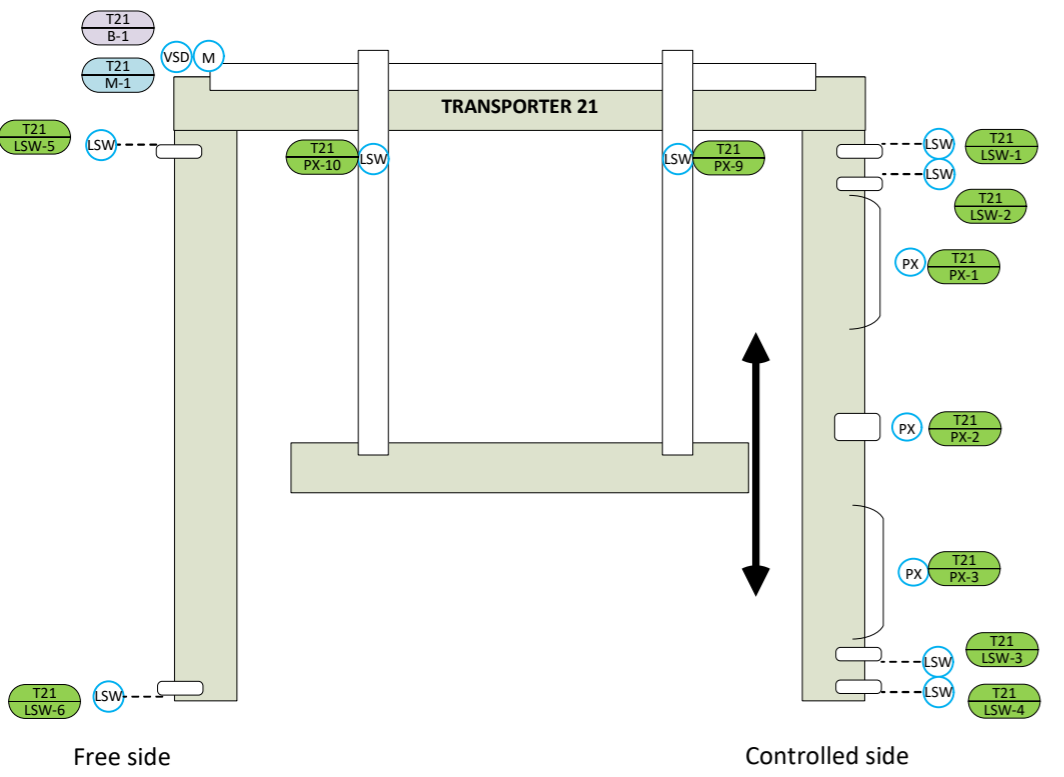 T21
B-1
VSD
M
T21
M-1
TRANSPORTER 21
T21
LSW-5
LSW
T21
PX-10
LSW
LSW
T21
PX-9
LSW
T21
LSW-1
LSW
T21
LSW-2
PX
T21
PX-1
PX
T21
PX-2
PX
T21
PX-3
LSW
T21
LSW-3
T21
LSW-6
LSW
LSW
T21
LSW-4
Free side
Controlled side